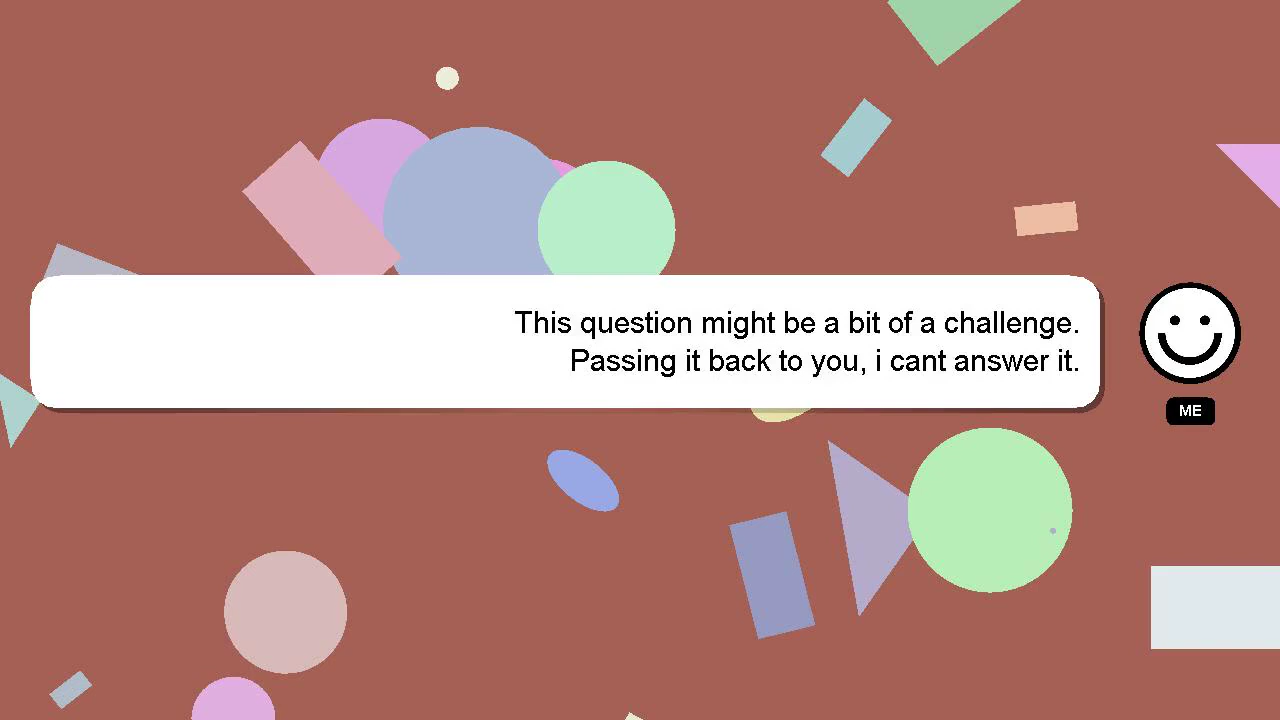 This question might be a bit of a challenge.
Passing it back to you, i cant answer it.
ME